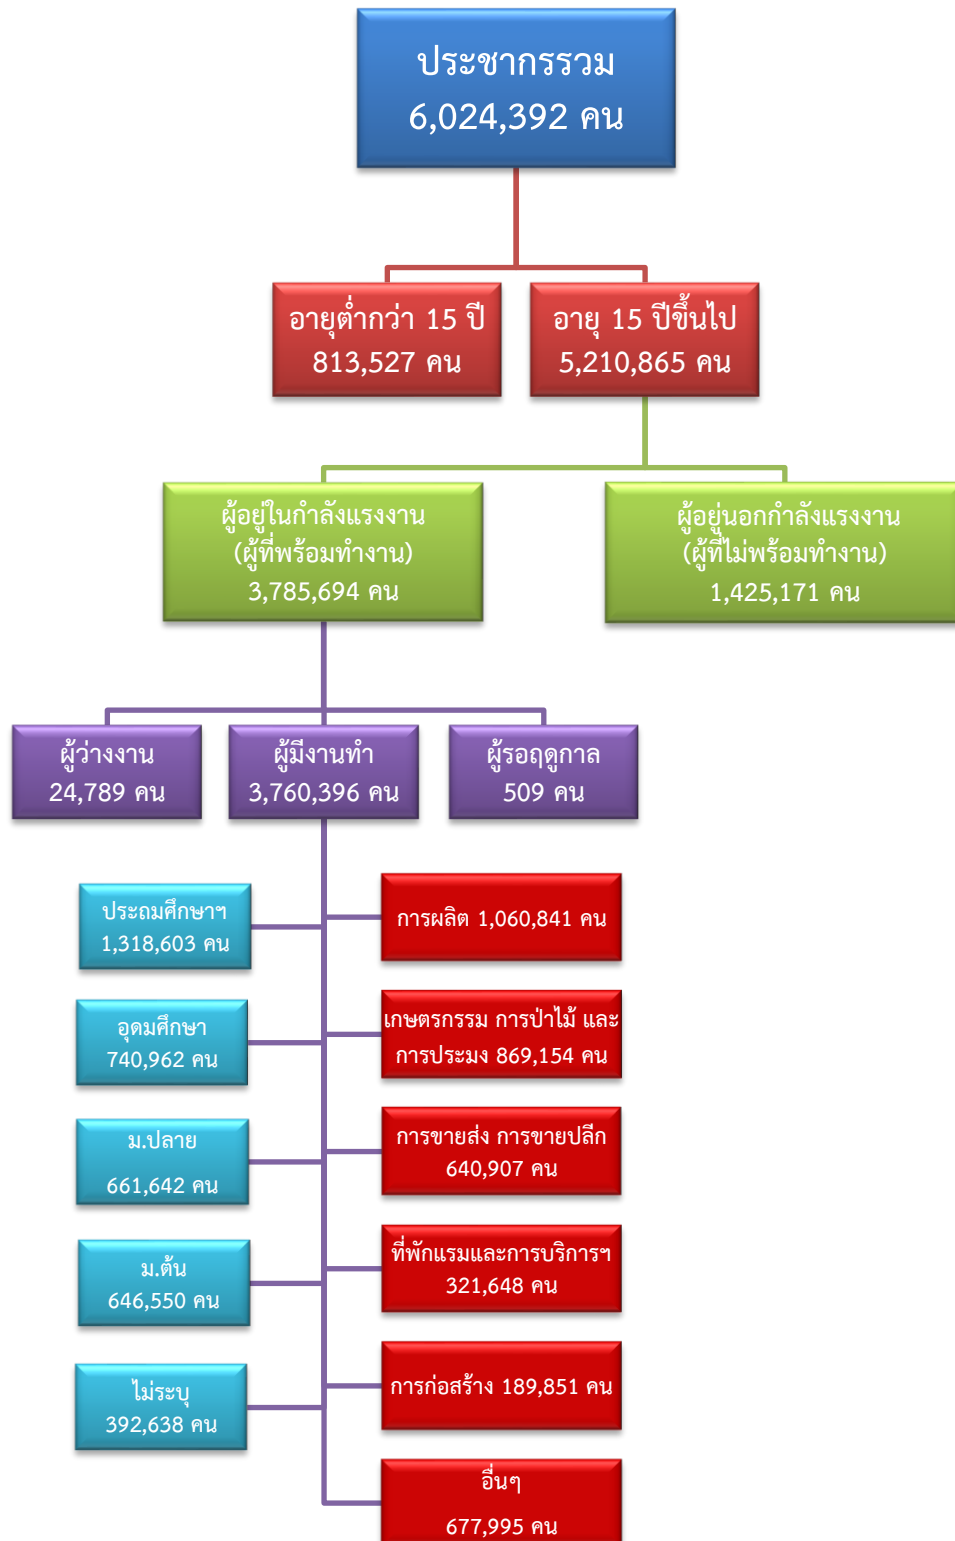 ประชากรรวม
6,024,392 คน
อายุต่ำกว่า 15 ปี
813,527 คน
อายุ 15 ปีขึ้นไป
5,210,865 คน
ผู้อยู่ในกำลังแรงงาน
(ผู้ที่พร้อมทำงาน)
3,785,694 คน
ผู้อยู่นอกกำลังแรงงาน
(ผู้ที่ไม่พร้อมทำงาน)
1,425,171 คน
ผู้ว่างงาน
24,789 คน
ผู้มีงานทำ
3,760,396 คน
ผู้รอฤดูกาล
509 คน
ประถมศึกษาฯ
1,318,603 คน
อุดมศึกษา
740,962 คน
ม.ปลาย
661,642 คน
ม.ต้น
646,550 คน
ไม่ระบุ
392,638 คน
การผลิต 1,060,841 คน
เกษตรกรรม การป่าไม้ และ
การประมง 869,154 คน
การขายส่ง การขายปลีก
640,907 คน
ที่พักแรมและการบริการฯ
321,648 คน
การก่อสร้าง 189,851 คน
อื่นๆ
677,995 คน